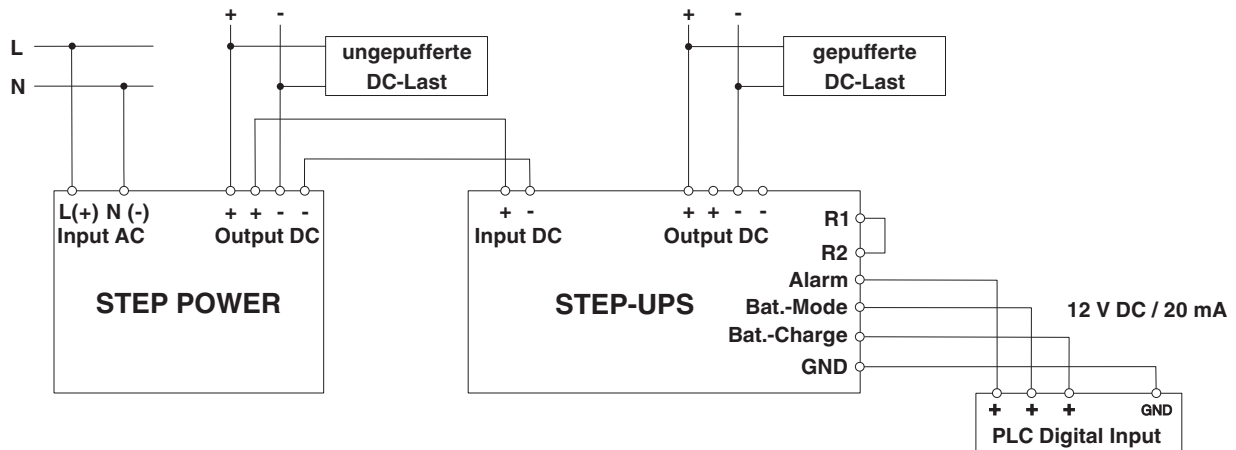 + - + -
L
N
ungepufferte
DC-Last
gepufferte
DC-Last
L(+) N (-)
Input AC
+ + - -
Output DC
STEP POWER
+ -
Input DC
+ + - -
Output DC
STEP-UPS
R1
R2
Alarm
Bat.-Mode
Bat.-Charge
GND
12 V DC / 20 mA
+ + + GND
PLC Digital Input